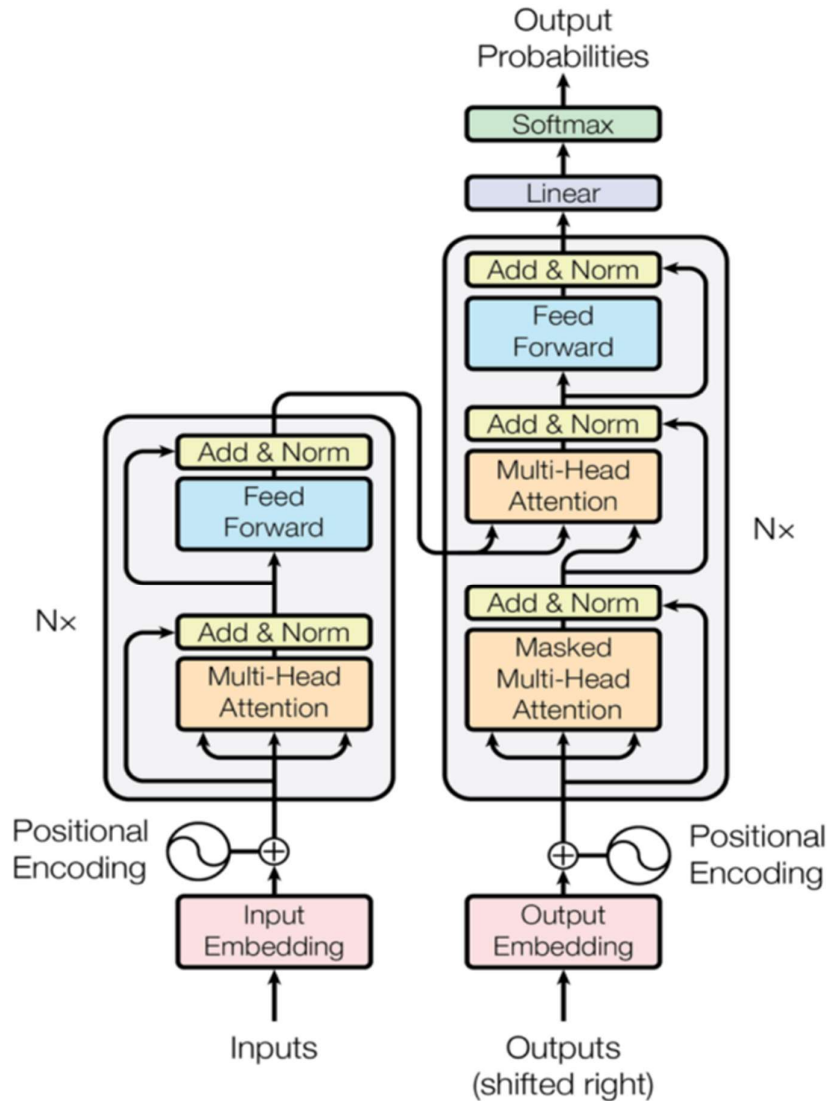 Output
Probabilities
Softmax
Linear
Add & Norm
Feed
Forward
Add & Norm
Multi-Head
Attention
Add & Norm
Masked
Multi-Head
Attention
Nx
Add & Norm
Feed
Forward
Add & Norm
Multi-Head
Attention
Nx
Positional
Encoding
Positional
Encoding
Input
Embedding
Output
Embedding
Inputs
Outputs
(shifted right)